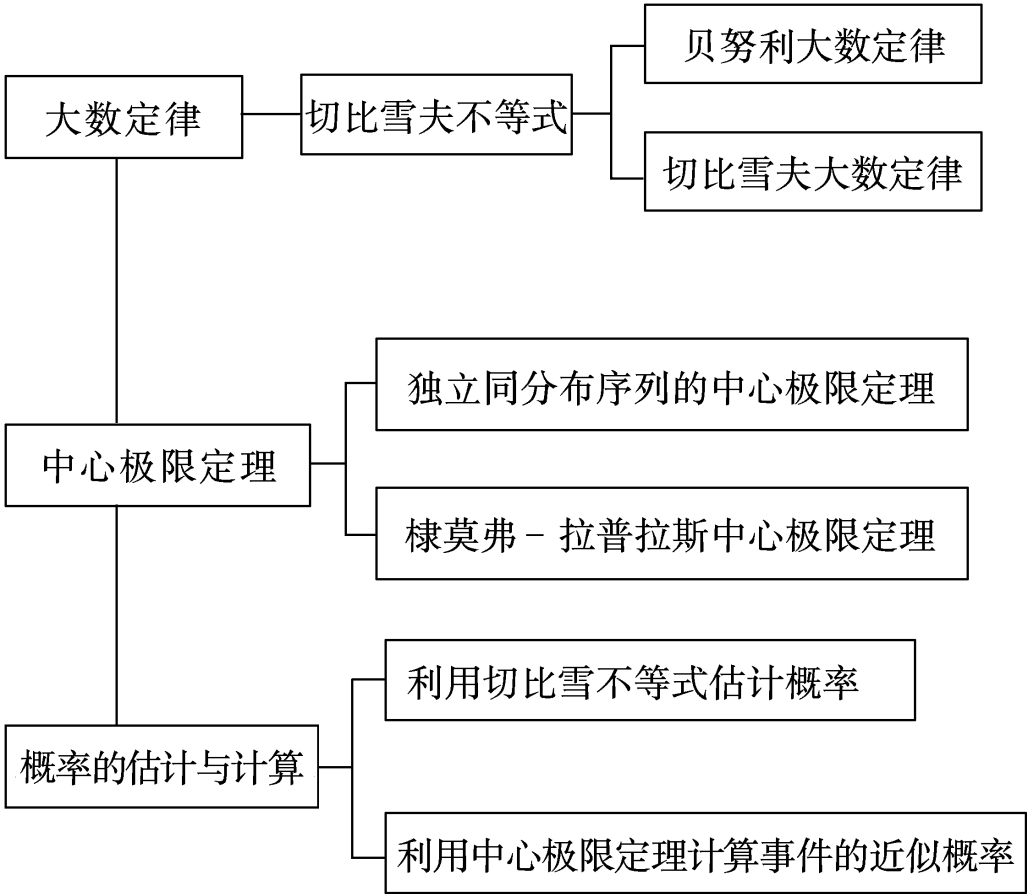 大数定律
切比雪夫不等式
贝努利大数定律
切比雪夫大数定律
中心极限定理
独立同分布序列的中心极限定理
棣莫弗－拉普拉斯中心极限定理
概率的估计与计算
利用切比雪不等式估计概率
利用中心极限定理计算事件的近似概率